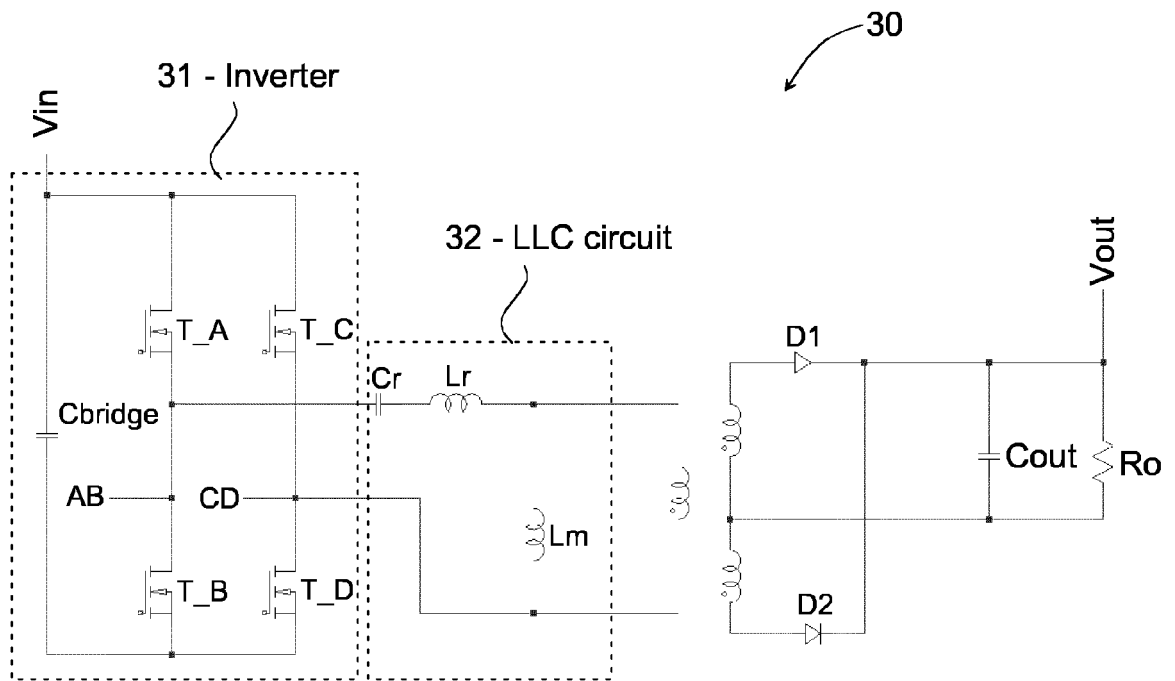 30
31 - Inverter
Vin
32 - LLC circuit
Vout
T_A
T_C
D1
Cr
Lr
Cbridge
Cout
Ro
AB
CD
Lm
T_B
T_D
D2